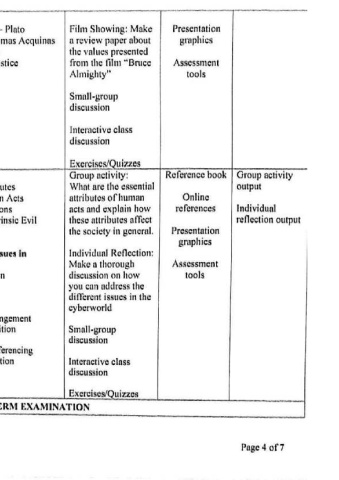 - Plato
mas Acquinas
stice
Film Showing: Make
a review paper about
the values presented
from the film “Bruce
Almighty”
Small-group
discussion
Interactive class
discussion
Exercises/Quizzes
Presentation
graphics
Assessment
tools
utes
n Acts
ons
rinsic Evil
sues in
n
ngement
ition
ferencing
tion
Group activity:
What are the essential
attributes of human
acts and explain how
these attributes affect
the society in general.
Individual Reflection:
Make a thorough
discussion on how
you can address the
different issues in the
cyberworld
Small-group
discussion
Interactive class
discussion
Exercises/Quizzes
Reference book
Online
references
Presentation
graphics
Assessment
tools
Group activity
output
Individual
reflection output
ERM EXAMINATION
Page 4 of 7